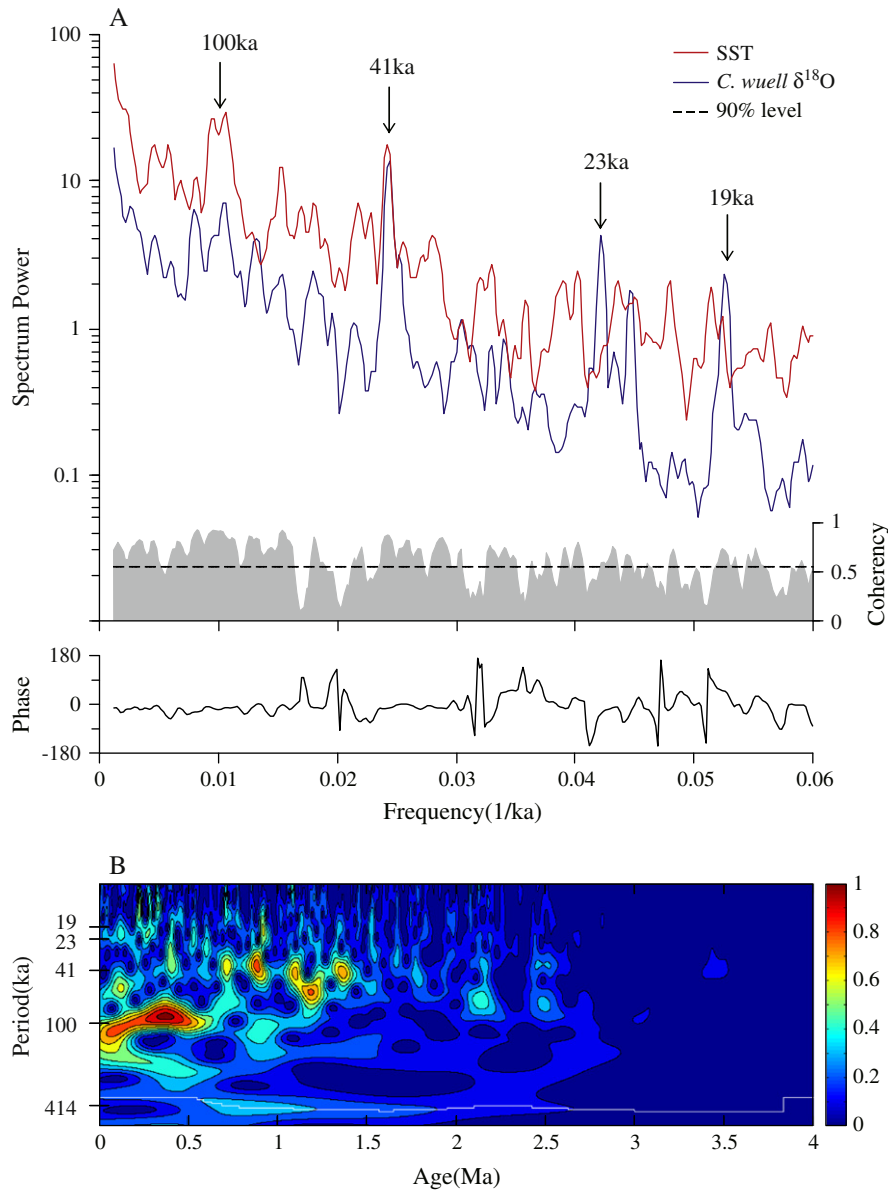 A
100
10
1
0.1
Spectrum Power
100ka
41ka
23ka
19ka
SST
C. wuell δ¹⁸O
90% level
1
0.5
0
Coherency
180
0
-180
Phase
0 0.01 0.02 0.03 0.04 0.05 0.06
Frequency(1/ka)
B
19
23
41
100
414
Period(ka)
0 0.5 1 1.5 2 2.5 3 3.5 4
Age(Ma)
1
0.8
0.6
0.4
0.2
0